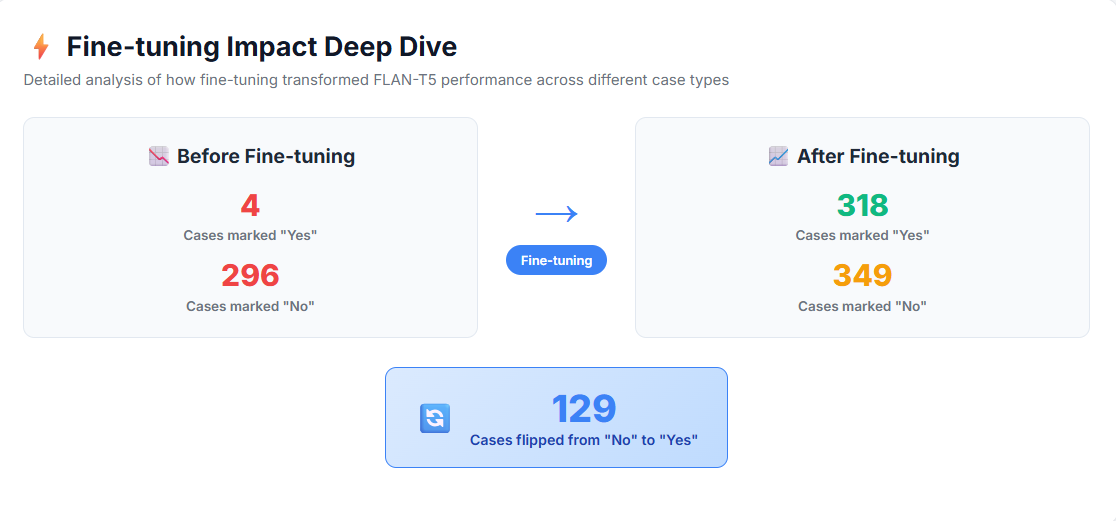 Fine-tuning Impact Deep Dive
Detailed analysis of how fine-tuning transformed FLAN-T5 performance across different case types
Before Fine-tuning
4
Cases marked "Yes"
296
Cases marked "No"
Fine-tuning
After Fine-tuning
318
Cases marked "Yes"
349
Cases marked "No"
129
Cases flipped from "No" to "Yes"